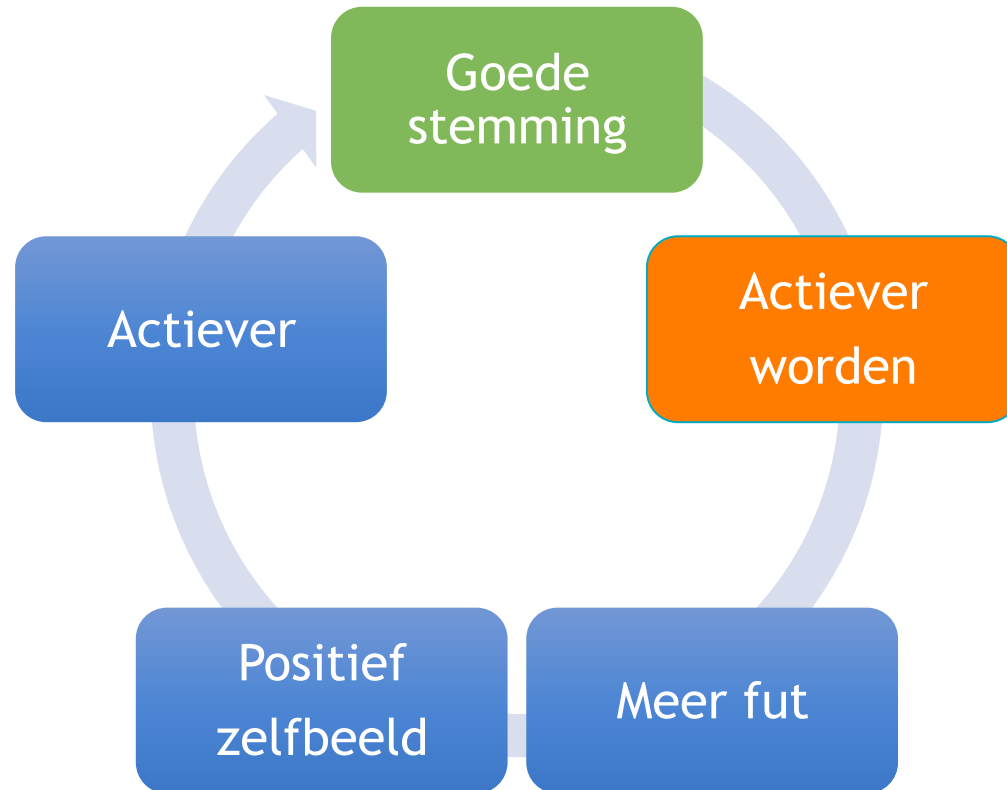 Goede
stemming
Actiever
worden
Meer fut
Positief
zelfbeeld
Actiever